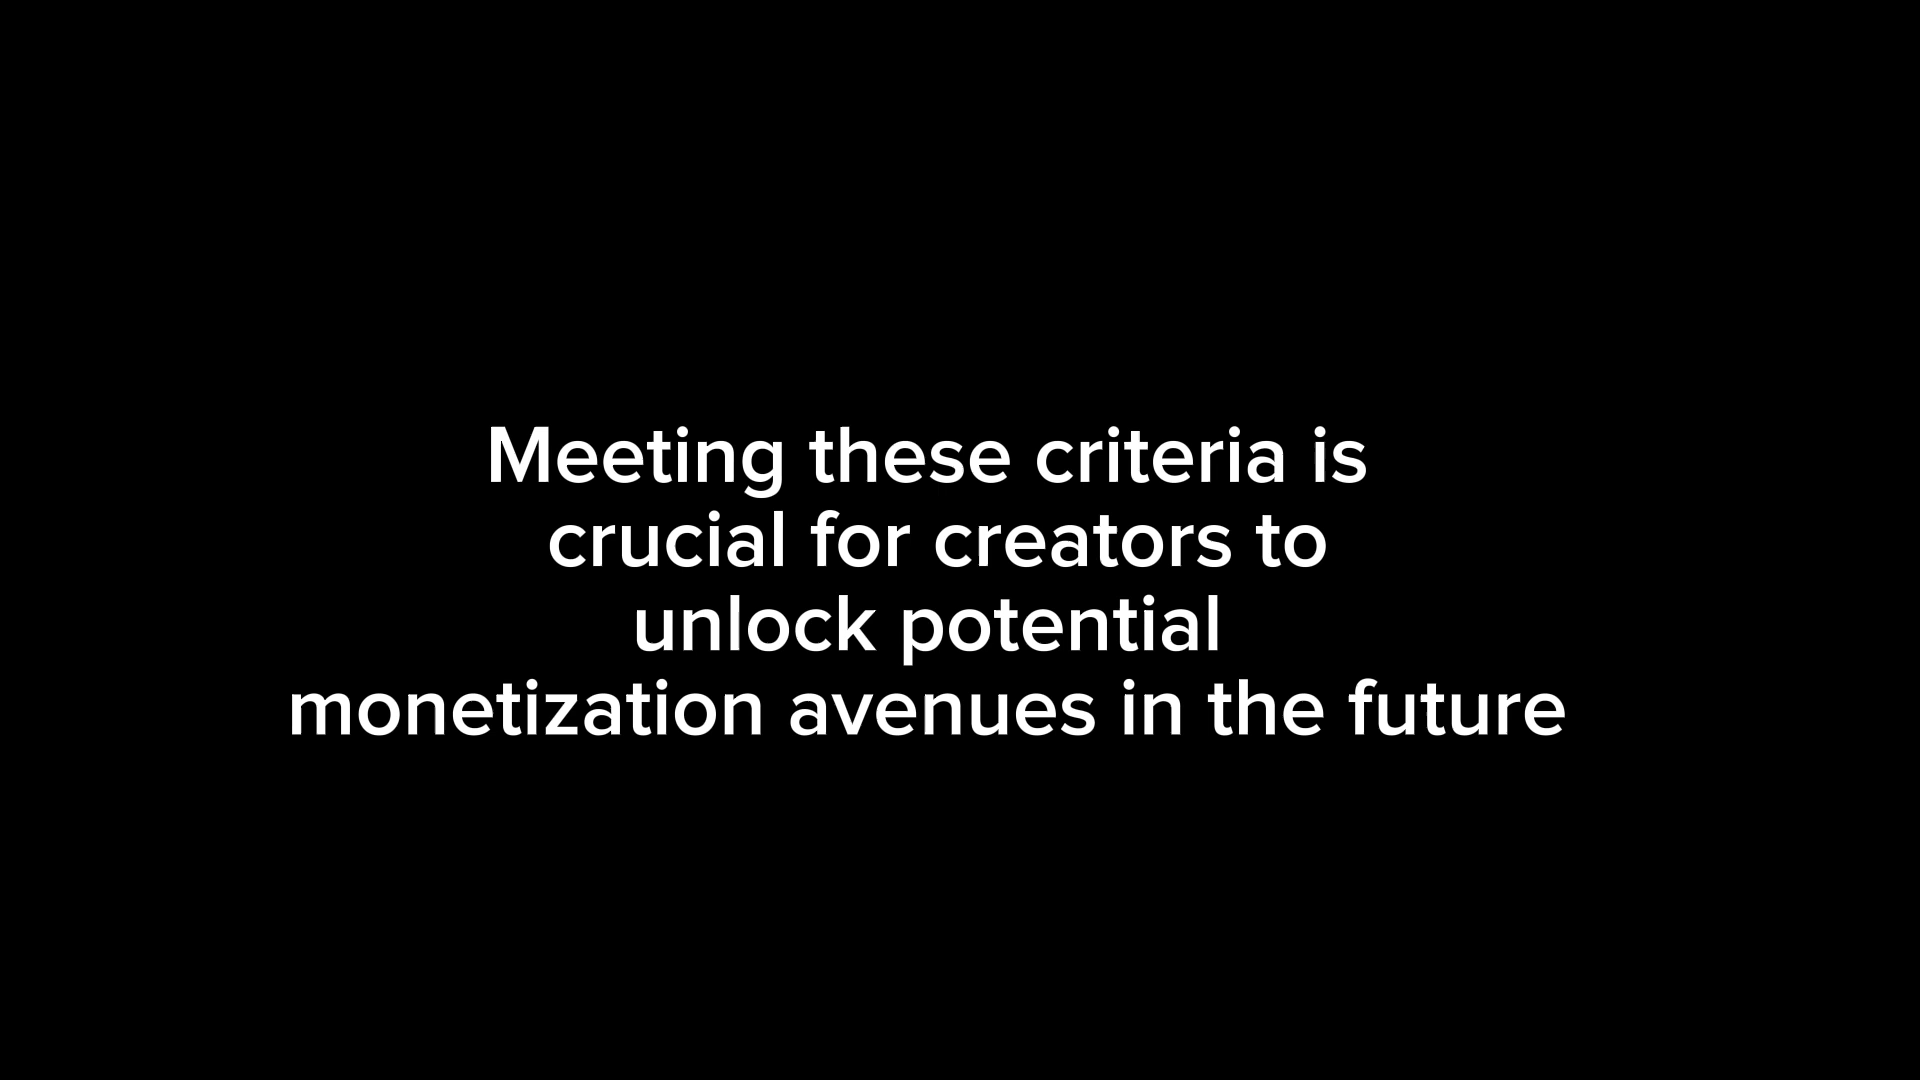 Meeting these criteria is
crucial for creators to
unlock potential
monetization avenues in the future